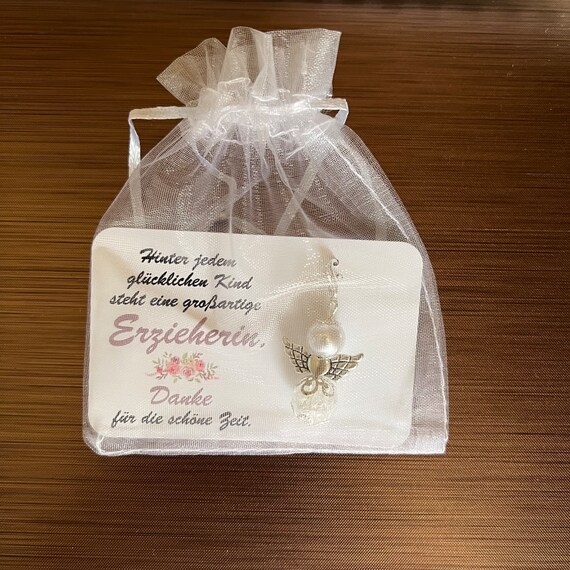 Hinter jedem
glücklichen Kind
steht eine großartige
Erzieherin.
Danke
für die schöne Zeit.